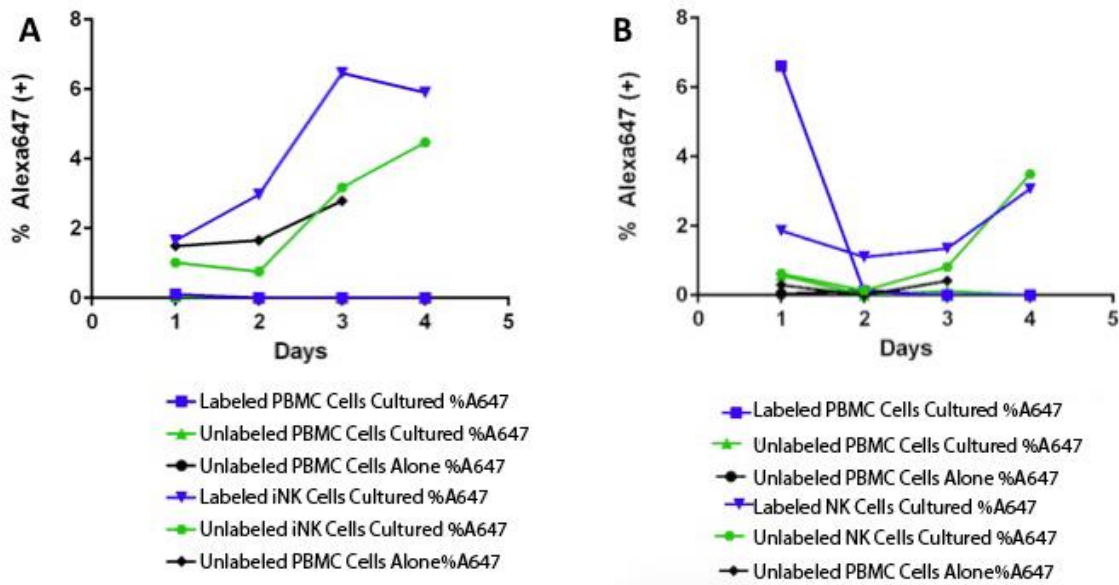 A
% Alexa647 (+)
8
6
4
2
0
0
1
2
3
4
5
Days
Labeled PBMC Cells Cultured %A647
Unlabeled PBMC Cells Cultured %A647
Unlabeled PBMC Cells Alone %A647
Labeled iNK Cells Cultured %A647
Unlabeled iNK Cells Cultured %A647
Unlabeled PBMC Cells Alone%A647
B
% Alexa647 (+)
8
6
4
2
0
0
1
2
3
4
5
Days
Labeled PBMC Cells Cultured %A647
Unlabeled PBMC Cells Cultured %A647
Unlabeled PBMC Cells Alone %A647
Labeled NK Cells Cultured %A647
Unlabeled NK Cells Cultured %A647
Unlabeled PBMC Cells Alone%A647